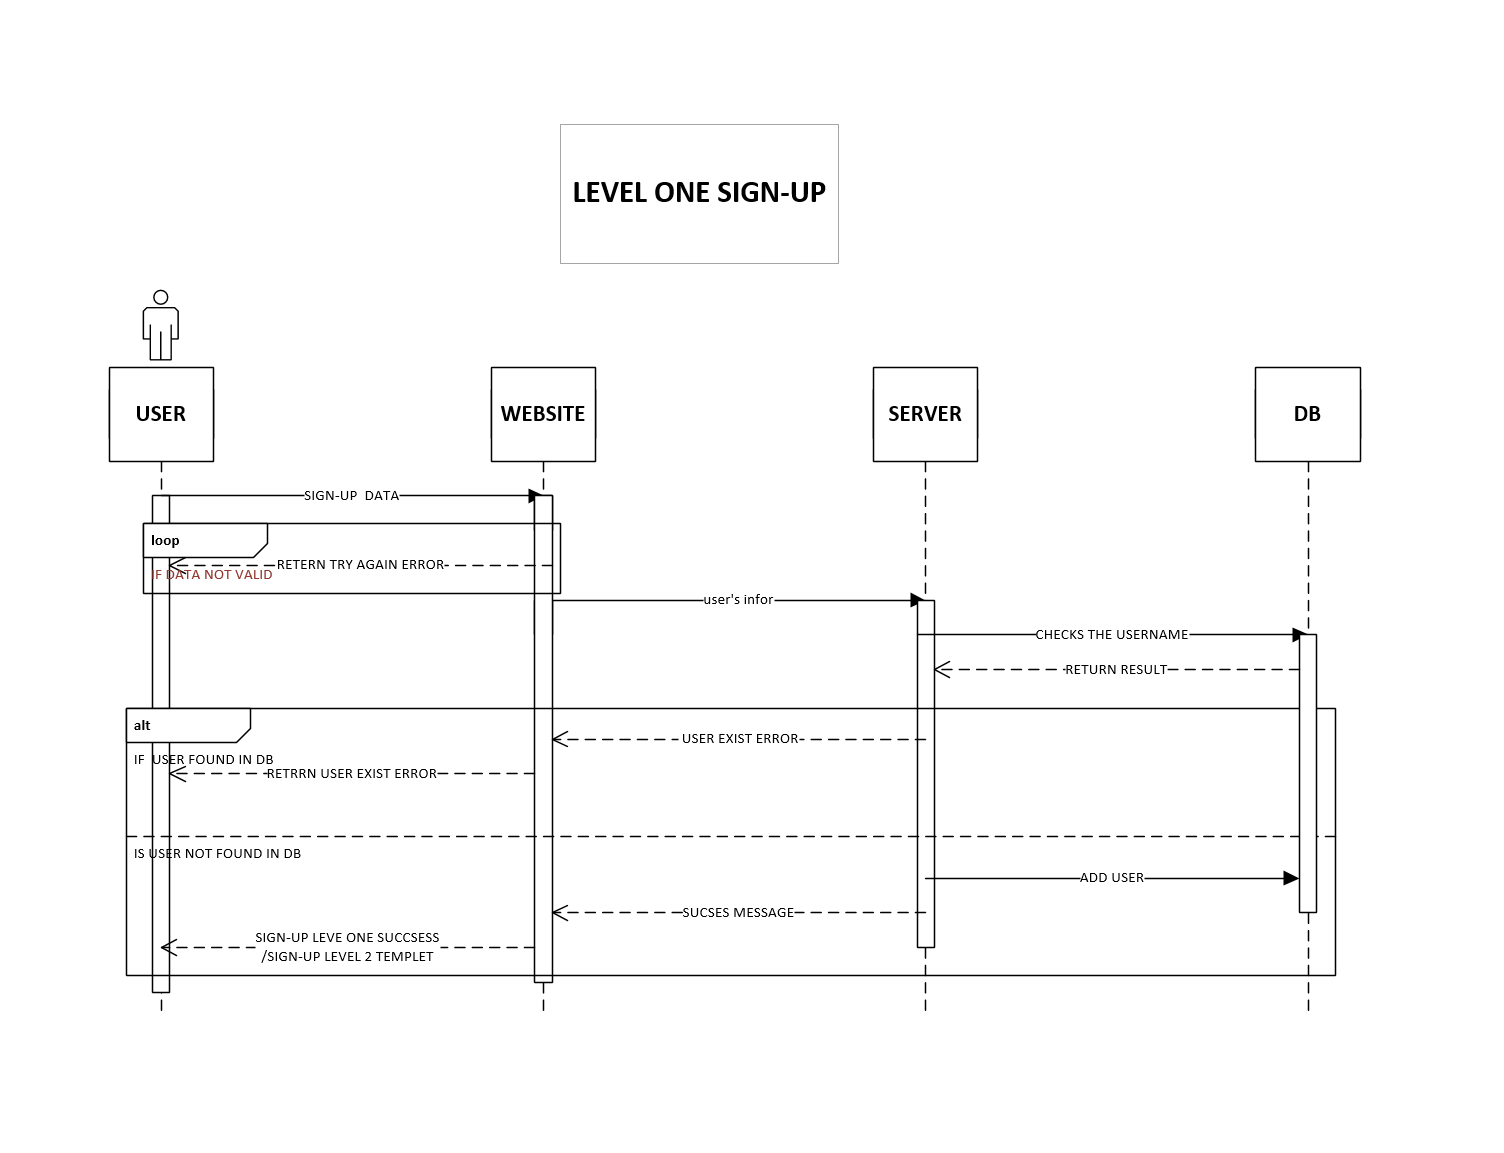 LEVEL ONE SIGN-UP
USER
WEBSITE
SERVER
DB
SIGN-UP  DATA
loop
RETERN TRY AGAIN ERROR
IF DATA NOT VALID
user's infor
CHECKS THE USERNAME
RETURN RESULT
alt
USER EXIST ERROR
IF  USER FOUND IN DB
RETRRN USER EXIST ERROR
IS USER NOT FOUND IN DB
ADD USER
SUCSES MESSAGE
SIGN-UP LEVE ONE SUCCSESS
/SIGN-UP LEVEL 2 TEMPLET